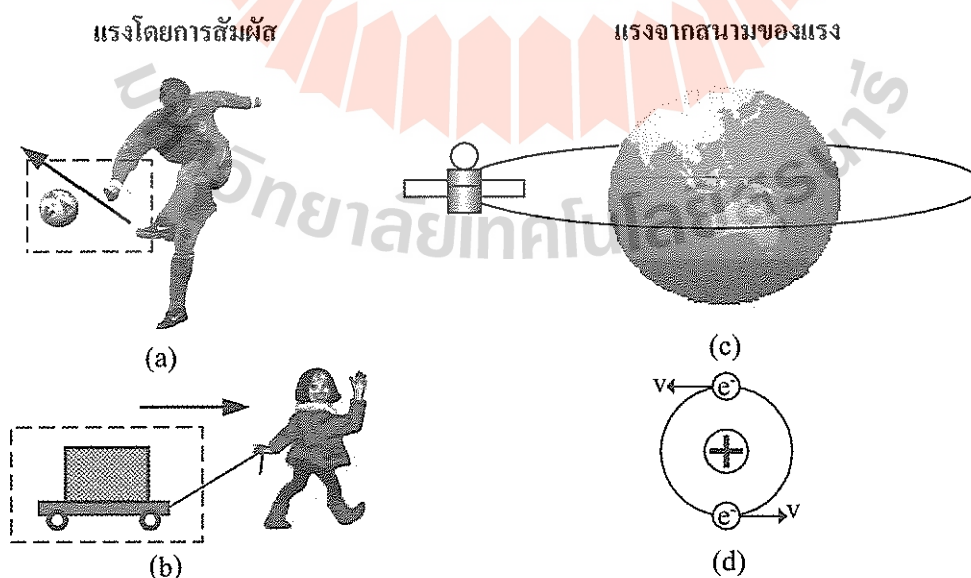 แรงโดยการสัมผัส
แรงจากสนามของแรง
(a)
(c)
v
e-
+
e-
v
(b)
(d)